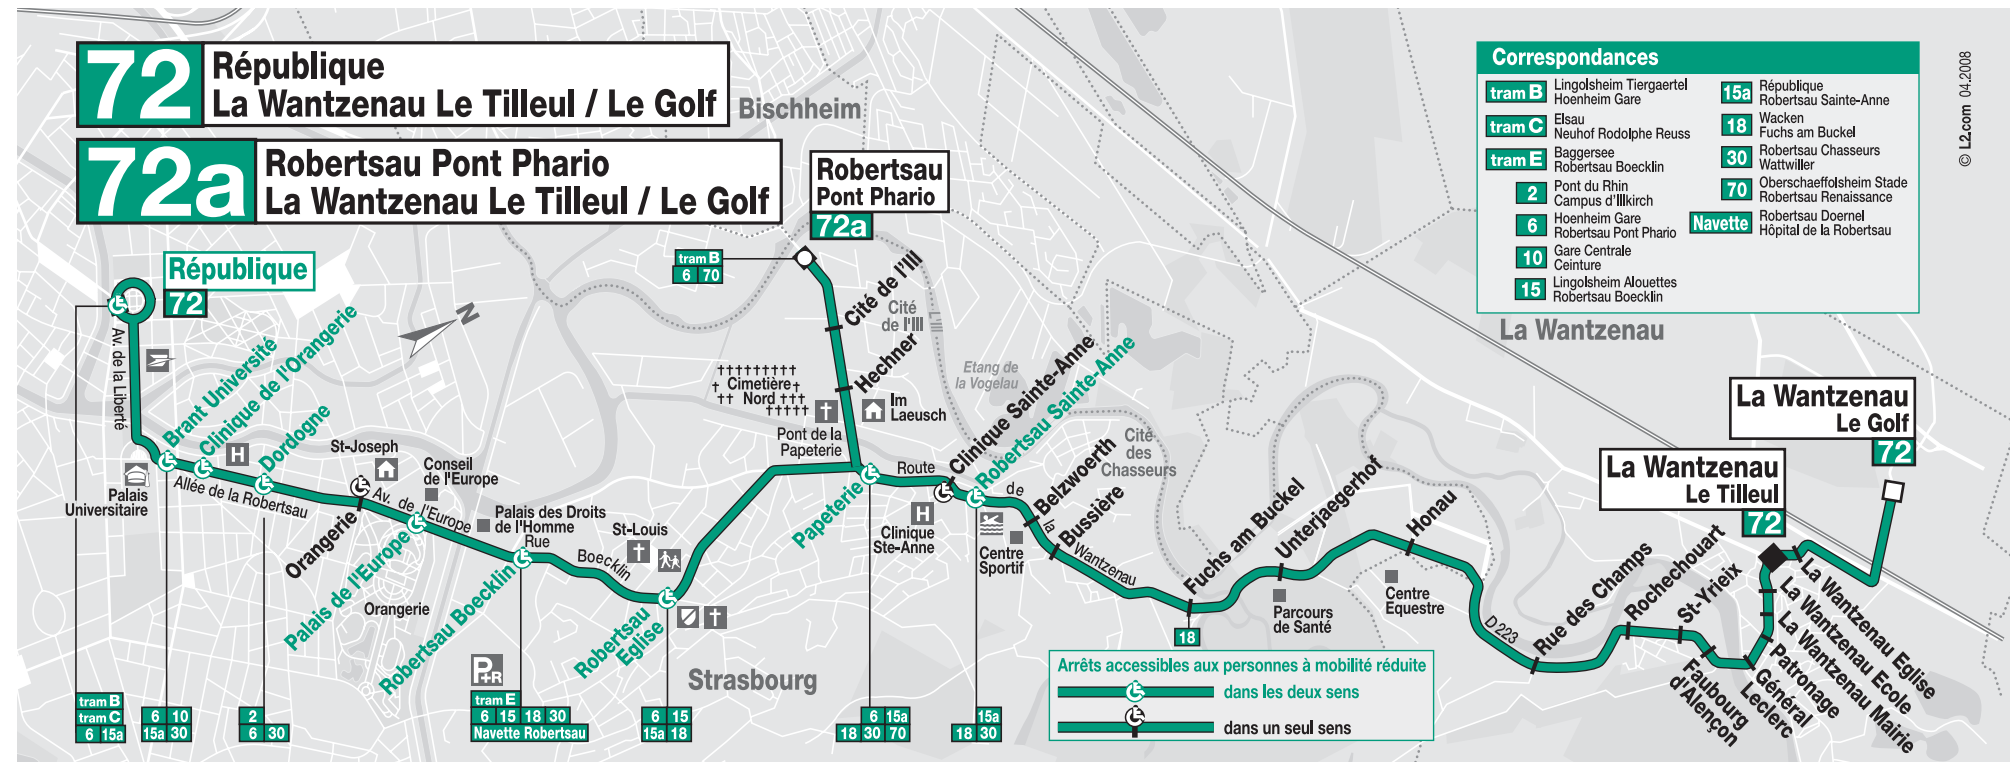 72
République
La Wantzenau Le Tilleul / Le Golf
72a
Robertsau Pont Phario
La Wantzenau Le Tilleul / Le Golf
Bischheim
Robertsau
Pont Phario
72a
tram B
6 70
Correspondances
tram B
Lingolsheim Tiergaertel
Hoenheim Gare
tram C
Elsau
Neuhof Rodolphe Reuss
tram E
Baggersee
Robertsau Boecklin
2
Pont du Rhin
Campus d'Illkirch
6
Hoenheim Gare
Robertsau Pont Phario
10
Gare Centrale
Ceinture
15
Lingolsheim Alouettes
Robertsau Boecklin
15a
République
Robertsau Sainte-Anne
18
Wacken
Fuchs am Buckel
30
Robertsau Chasseurs
Wattwiller
70
Oberschaeffolsheim Stade
Robertsau Renaissance
Navette
Robertsau Doernel
Hôpital de la Robertsau
© L2.com 04.2008
République
72
N
Av. de la Liberté
Palais
Universitaire
Brant Université
Clinique de l'Orangerie
H
Dordogne
Allée de la Robertsau
St-Joseph
Orangerie
Av. de l'Europe
Conseil
de l'Europe
Palais de l'Europe
Orangerie
Palais des Droits
de l'Homme
Rue Boecklin
Robertsau Boecklin
St-Louis
Robertsau
Eglise
Strasbourg
Cité de l'Ill
Cité
de l'Ill
L'Ill
Hechner
Cimetière
Nord
Im
Laeusch
Pont de la
Papeterie
Papeterie
Route de la Wantzenau
Etang de
la Vogelau
Clinique Sainte-Anne
H
Clinique
Ste-Anne
Robertsau Sainte-Anne
Centre
Sportif
Belzwoerth
Bussière
Cité
des
Chasseurs
Fuchs am Buckel
18
Unterjaegerhof
Parcours
de Santé
Honau
Centre
Equestre
D 223
Rue des Champs
Rochechouart
St-Yrieix
Faubourg
d'Alençon
Général
Leclerc
Patronage
La Wantzenau Mairie
La Wantzenau Ecole
La Wantzenau Eglise
La Wantzenau
La Wantzenau
Le Tilleul
72
La Wantzenau
Le Golf
72
tram B
tram C
6 15a
6 10
15a 30
2
6 30
P+R
tram E
6 15 18 30
Navette Robertsau
6 15
15a 18
6 15a
18 30 70
15a
18 30
Arrêts accessibles aux personnes à mobilité réduite
dans les deux sens
dans un seul sens